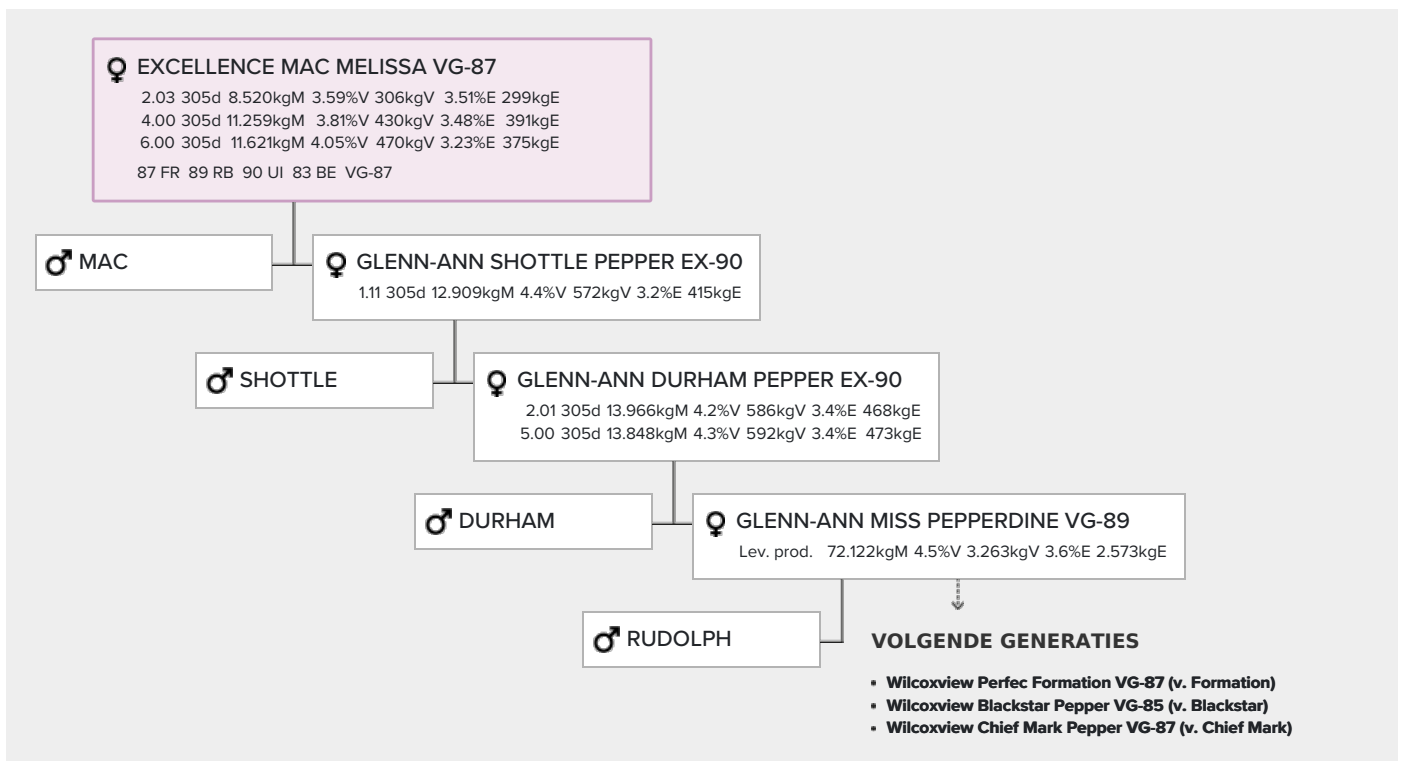 EXCELLENCE MAC MELISSA VG-87
2.03 305d 8.520kgM 3.59%V 306kgV 3.51%E 299kgE
4.00 305d 11.259kgM 3.81%V 430kgV 3.48%E 391kgE
6.00 305d 11.621kgM 4.05%V 470kgV 3.23%E 375kgE
87 FR 89 RB 90 UI 83 BE VG-87
MAC
GLENN-ANN SHOTTLE PEPPER EX-90
1.11 305d 12.909kgM 4.4%V 572kgV 3.2%E 415kgE
SHOTTLE
GLENN-ANN DURHAM PEPPER EX-90
2.01 305d 13.966kgM 4.2%V 586kgV 3.4%E 468kgE
5.00 305d 13.848kgM 4.3%V 592kgV 3.4%E 473kgE
DURHAM
GLENN-ANN MISS PEPPERDINE VG-89
Lev. prod. 72.122kgM 4.5%V 3.263kgV 3.6%E 2.573kgE
RUDOLPH
VOLGENDE GENERATIES
• Wilcoxview Perfec Formation VG-87 (v. Formation)
• Wilcoxview Blackstar Pepper VG-85 (v. Blackstar)
• Wilcoxview Chief Mark Pepper VG-87 (v. Chief Mark)